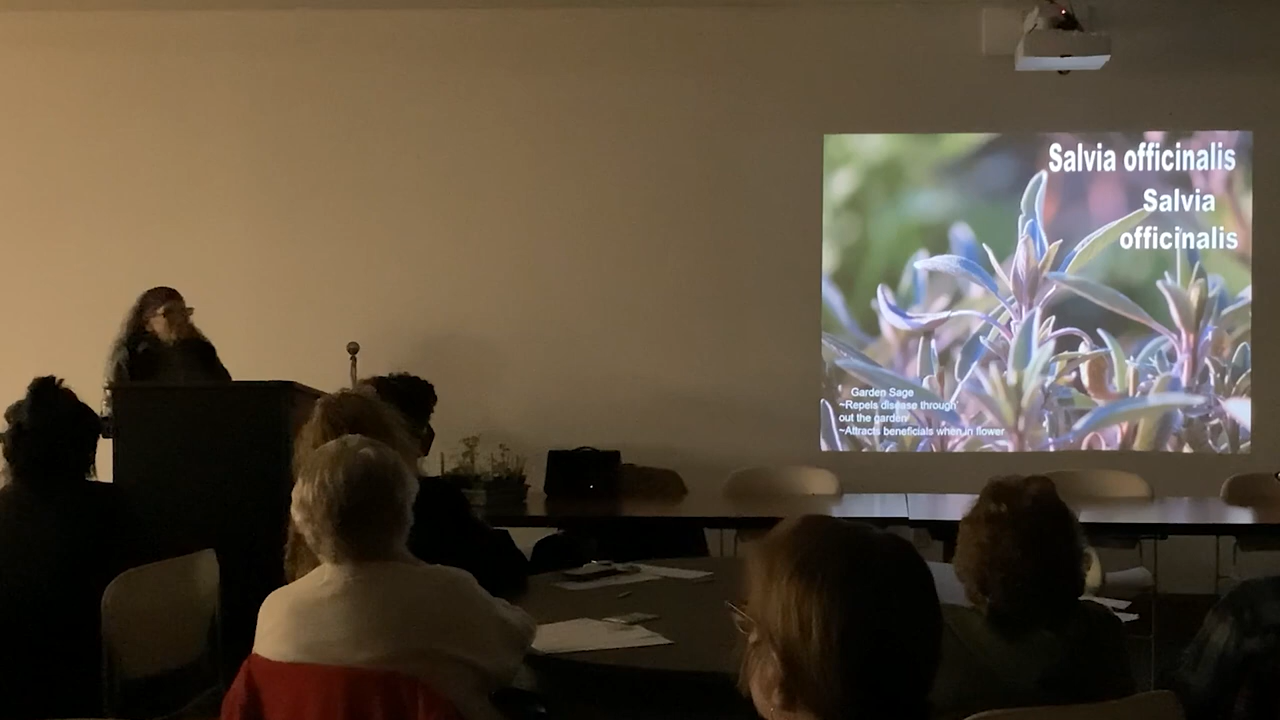 Salvia officinalis
Salvia
officinalis
Garden Sage
~Repels disease through
out the garden
~Attracts beneficials when in flower